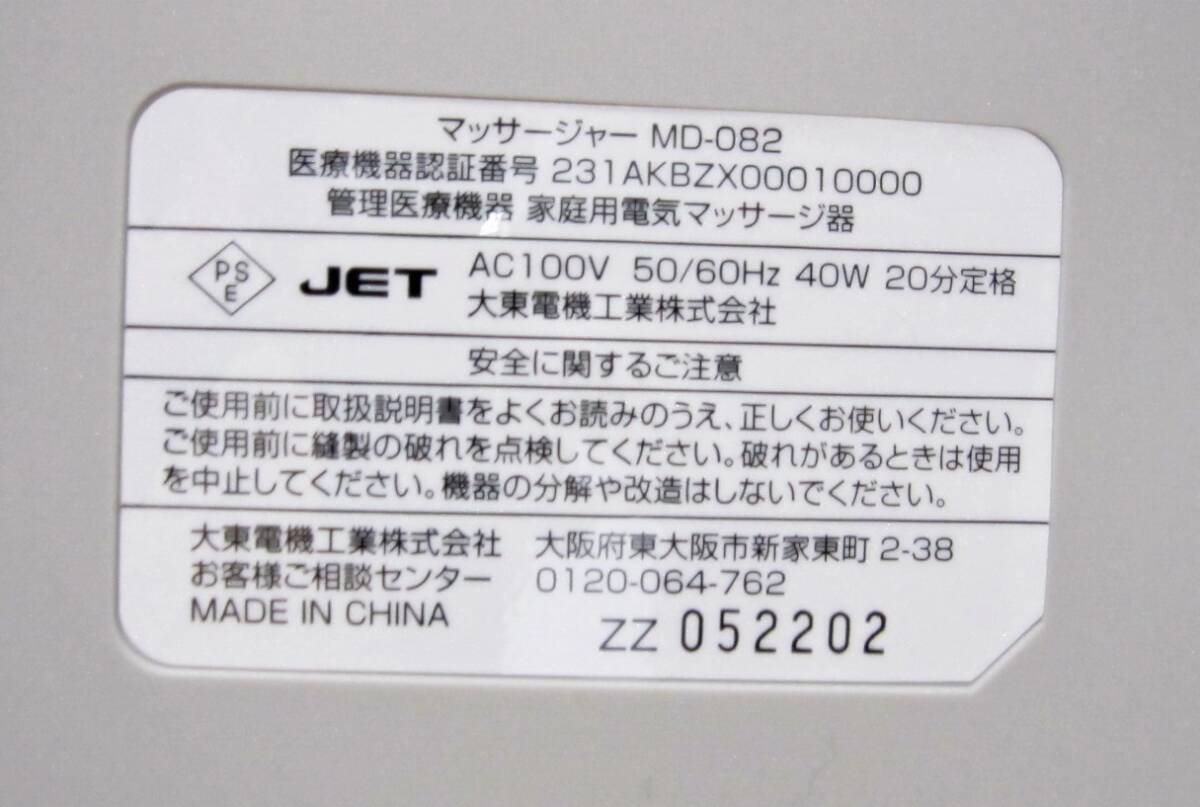 マッサージャー MD-082
医療機器認証番号 231AKBZX00010000
管理医療機器 家庭用電気マッサージ器
PSE JET AC100V 50/60Hz 40W 20分定格
大東電機工業株式会社
安全に関するご注意
ご使用前に取扱説明書をよくお読みのうえ、正しくお使いください。
ご使用前に縫製の破れを点検してください。破れがあるときは使用
を中止してください。機器の分解や改造はしないでください。
大東電機工業株式会社 大阪府東大阪市新家東町 2-38
お客様ご相談センター 0120-064-762
MADE IN CHINA
ZZ 052202